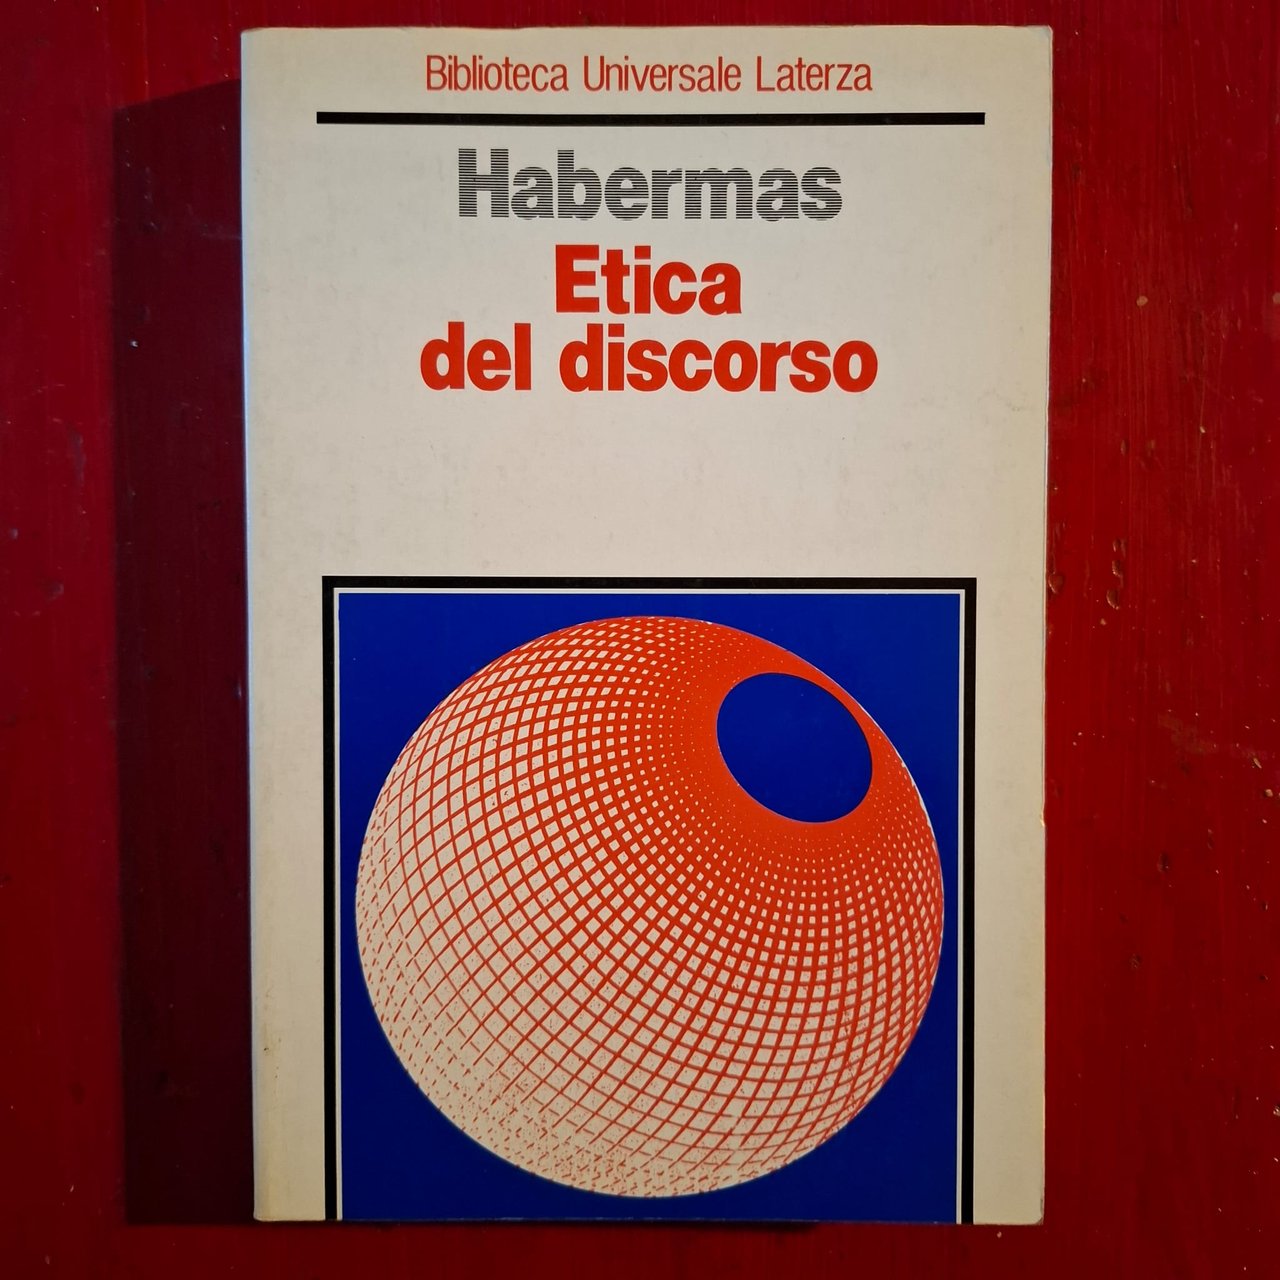 Biblioteca Universale Laterza
Habermas
Etica
del discorso